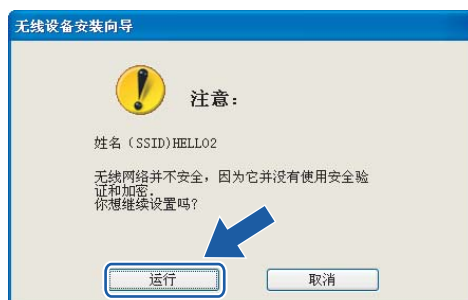 无线设备安装向导
注意：
姓名（SSID)HELLO2
无线网络并不安全，因为它并没有使用安全验
证和加密.
你想继续设置吗?
运行
取消